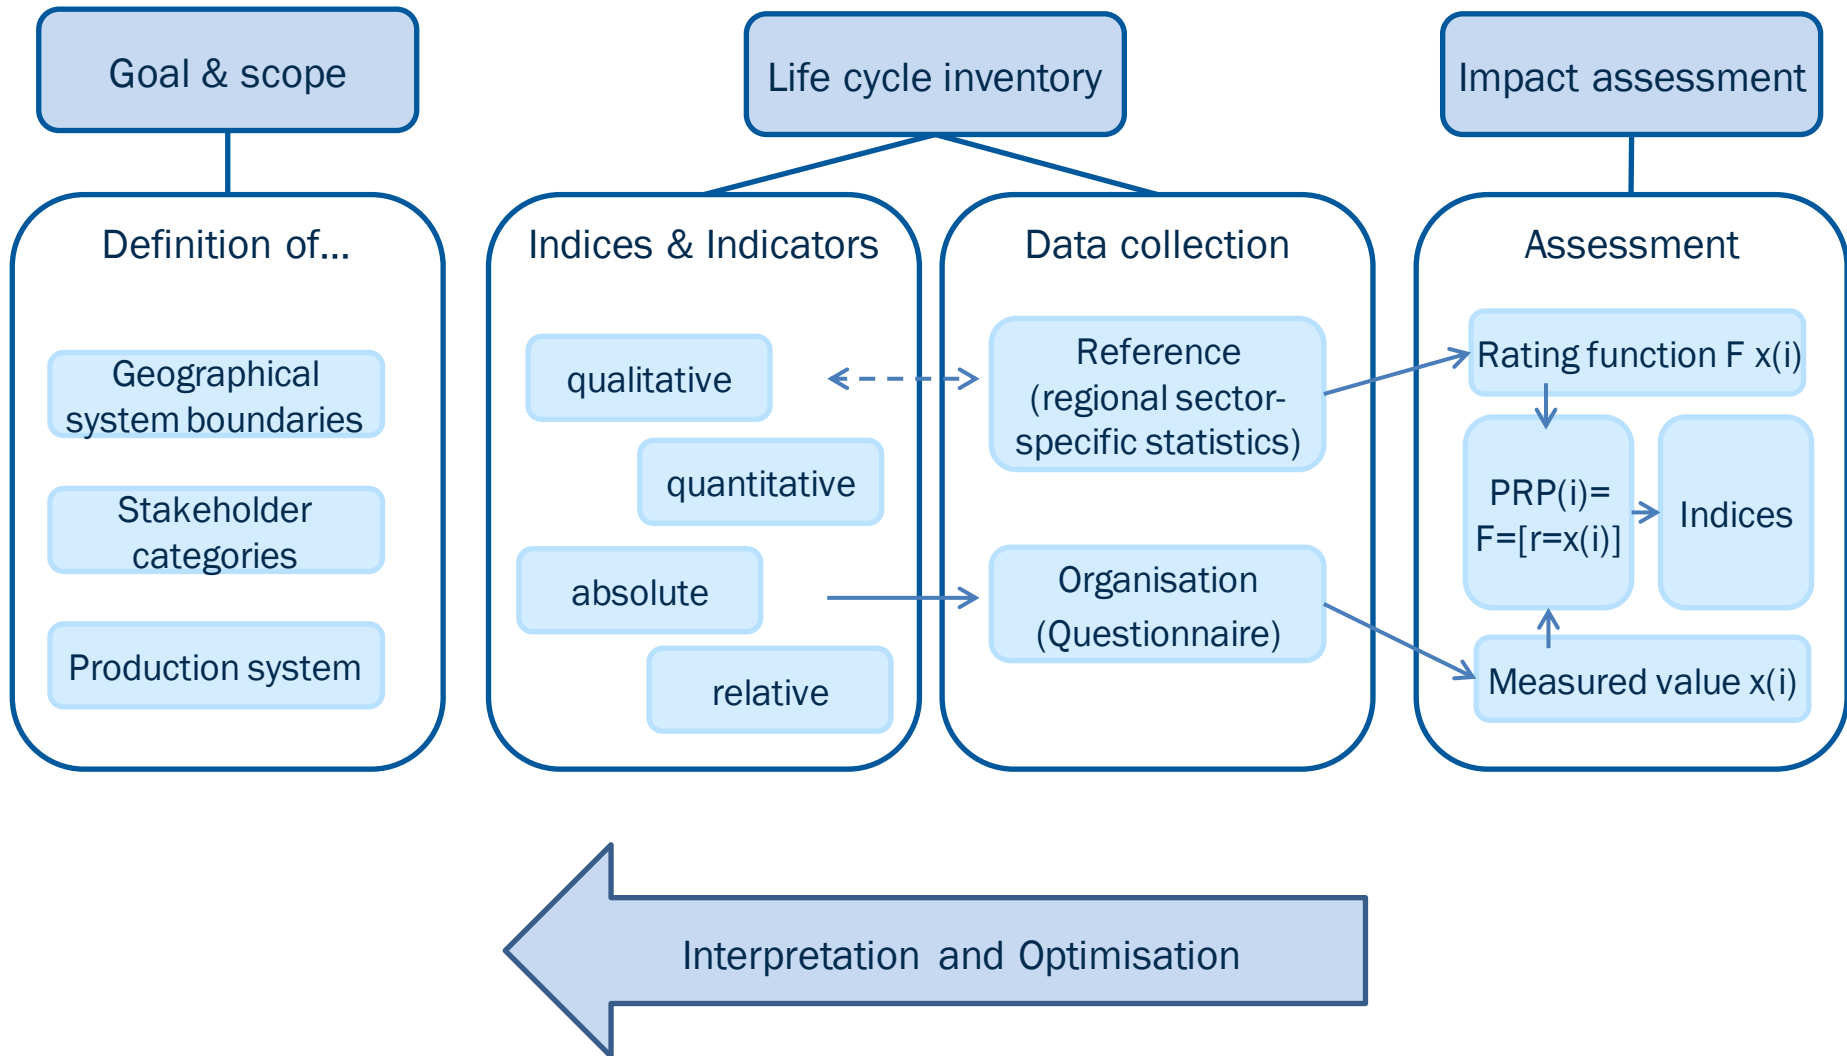 Goal & scope
Life cycle inventory
Impact assessment
Definition of...
Geographical
system boundaries
Stakeholder
categories
Production system
Indices & Indicators
qualitative
quantitative
absolute
relative
Data collection
Reference
(regional sector-
specific statistics)
Organisation
(Questionnaire)
Assessment
Rating function F x(i)
PRP(i)=
F=[r=x(i)]
Indices
Measured value x(i)
Interpretation and Optimisation